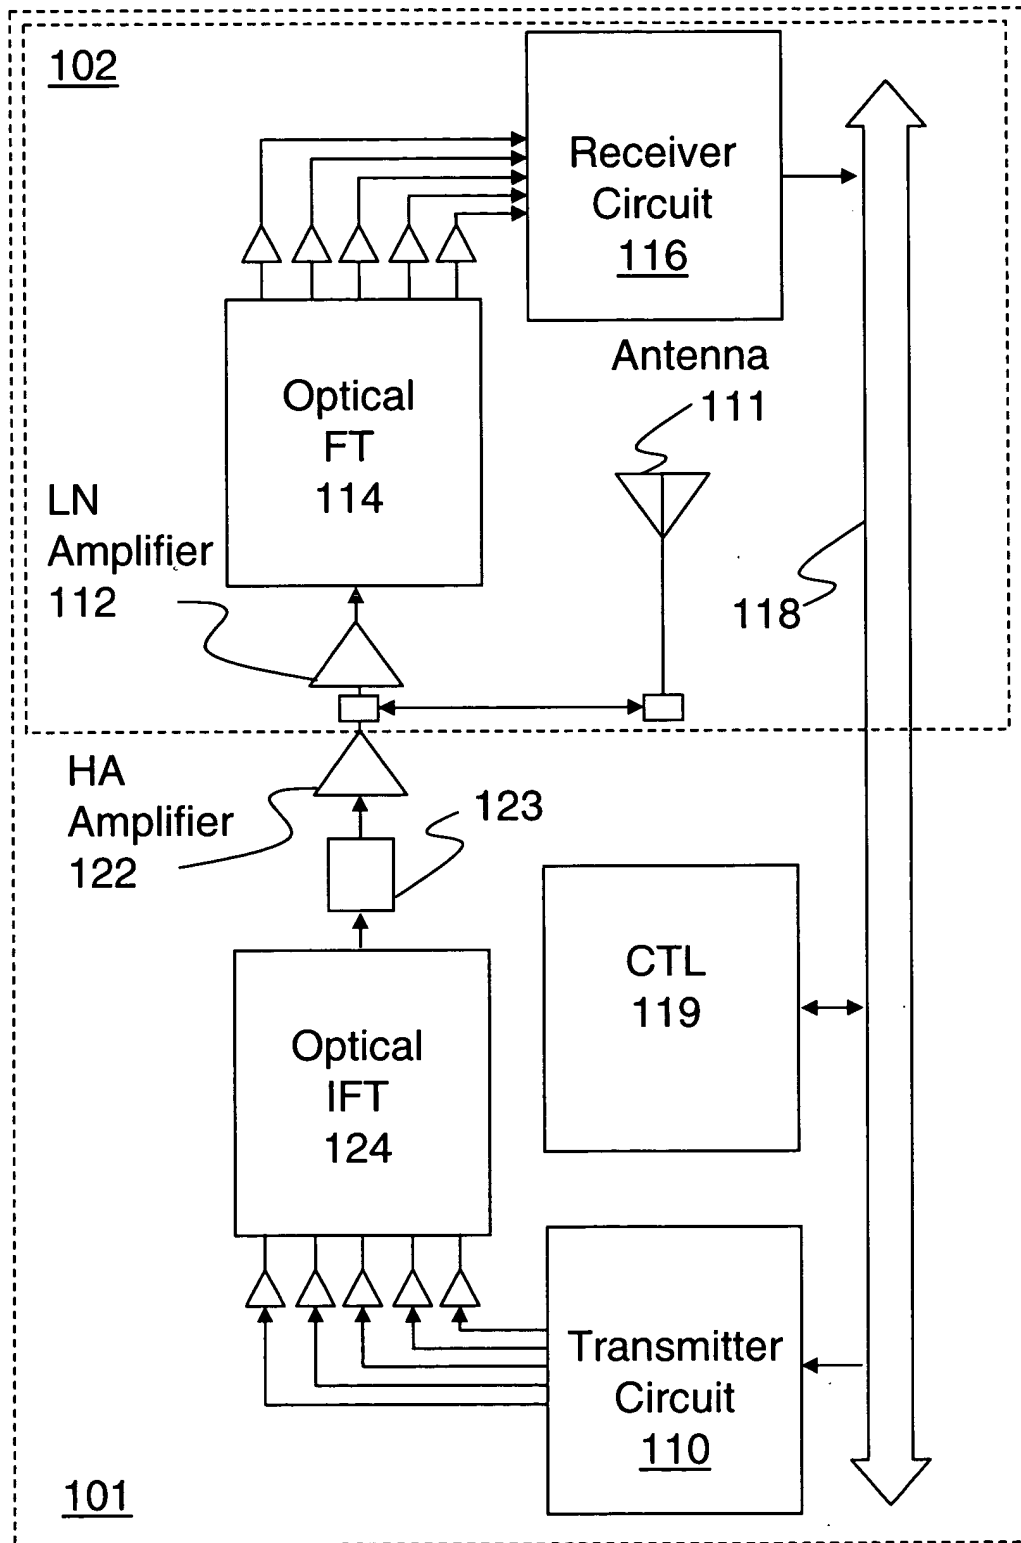 102
Receiver
Circuit
116
Antenna
111
Optical
FT
114
LN
Amplifier
112
118
HA
Amplifier
122
123
CTL
119
Optical
IFT
124
Transmitter
Circuit
110
101